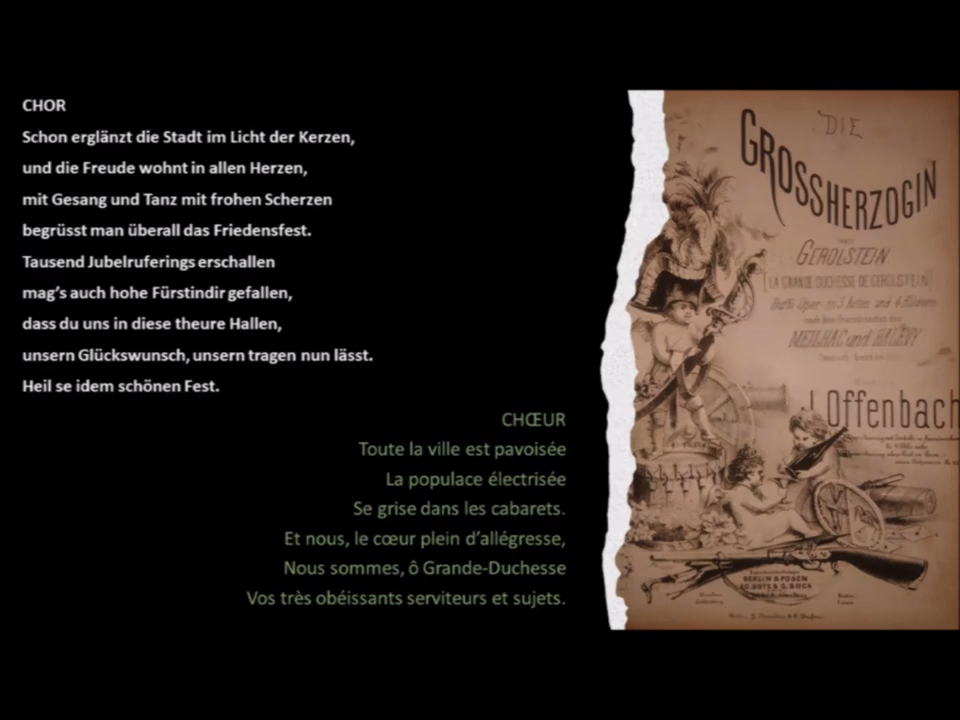 CHOR
Schon erglänzt die Stadt im Licht der Kerzen,
und die Freude wohnt in allen Herzen,
mit Gesang und Tanz mit frohen Scherzen
begrüsst man überall das Friedensfest.
Tausend Jubelruferings erschallen
mag's auch hohe Fürstindir gefallen,
dass du uns in diese theure Hallen,
unsern Glückswunsch, unsern tragen nun lässt.
Heil se idem schönen Fest.
CHŒUR
Toute la ville est pavoisée
La populace électrisée
Se grise dans les cabarets.
Et nous, le cœur plein d'allégresse,
Nous sommes, ô Grande-Duchesse
Vos très obéissants serviteurs et sujets.
DIE
GROSSHERZOGIN
GEROLSTEIN
LA GRANDE DUCHESSE DE GEROLSTEIN
MEILHAC und HALÉVY
J Offenbach
BERLIN & POSEN
ED. BOTE & G. BOCK